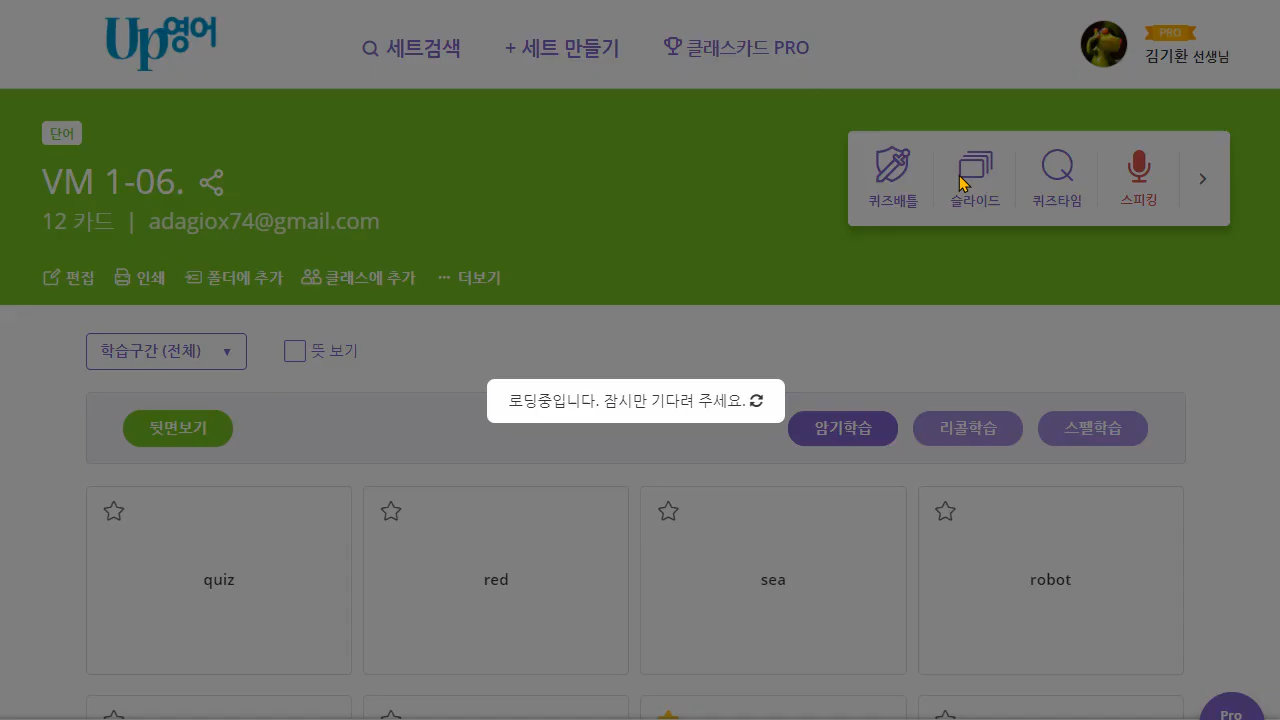 Up영어
세트검색
+ 세트 만들기
클래스카드 PRO
PRO
김기환 선생님
단어
VM 1-06.
12 카드 | adagiox74@gmail.com
퀴즈배틀
슬라이드
퀴즈타임
스피킹
편집
인쇄
폴더에 추가
클래스에 추가
··· 더보기
학습구간 (전체)
뜻 보기
로딩중입니다. 잠시만 기다려 주세요.
뒷면보기
암기학습
리콜학습
스펠학습
quiz
red
sea
robot
Pro